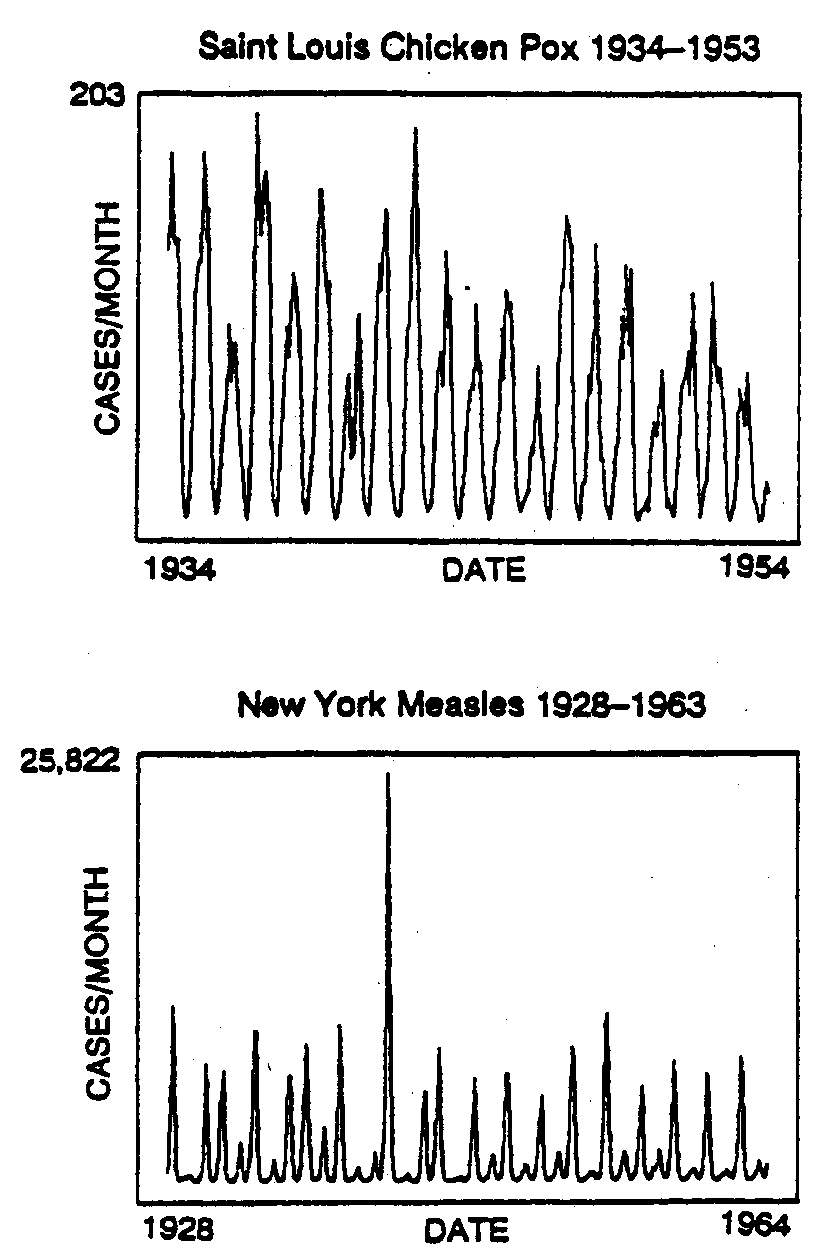 Saint Louis Chicken Pox 1934–1953
203
CASES/MONTH
1934 DATE 1954
New York Measles 1928–1963
25,822
CASES/MONTH
1928 DATE 1964